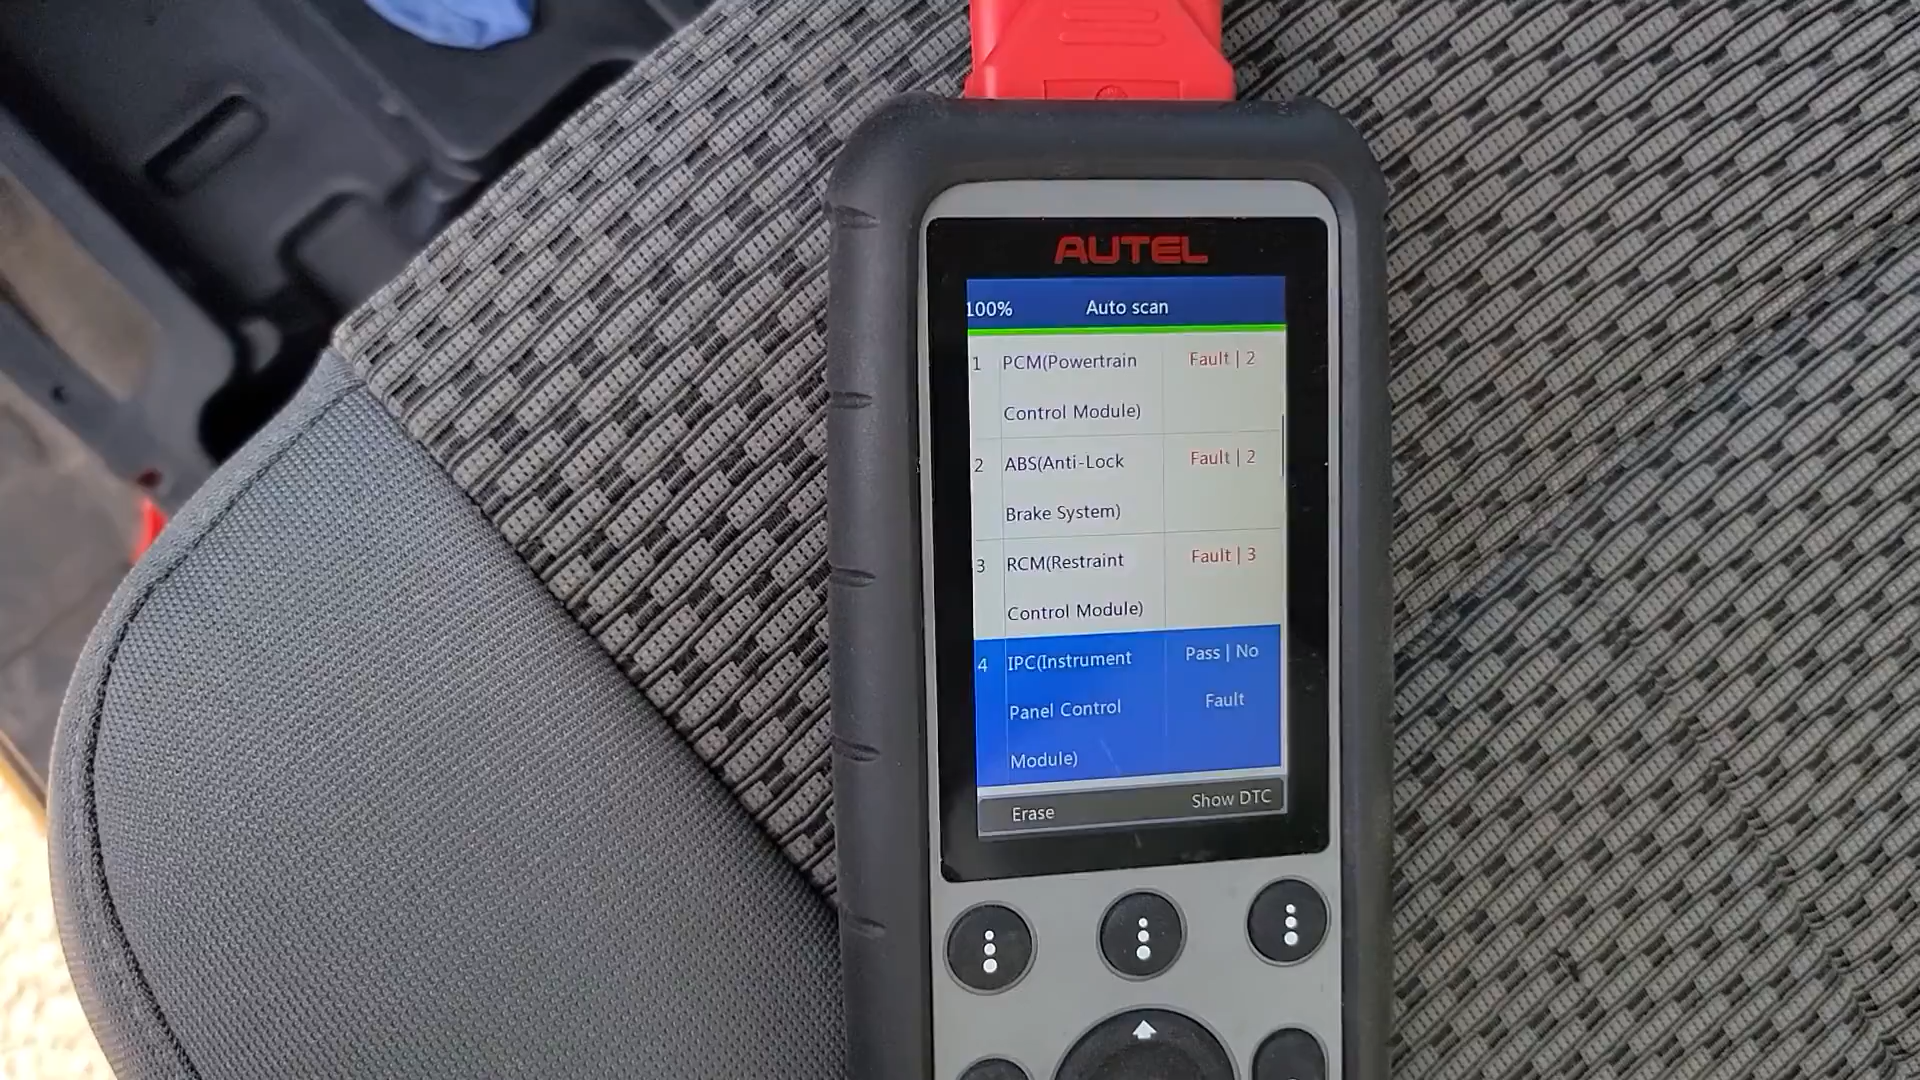 AUTEL
100% Auto scan
1 PCM(Powertrain Fault | 2
Control Module)
2 ABS(Anti-Lock Fault | 2
Brake System)
3 RCM(Restraint Fault | 3
Control Module)
4 IPC(Instrument Pass | No
Panel Control Fault
Module)
Erase Show DTC